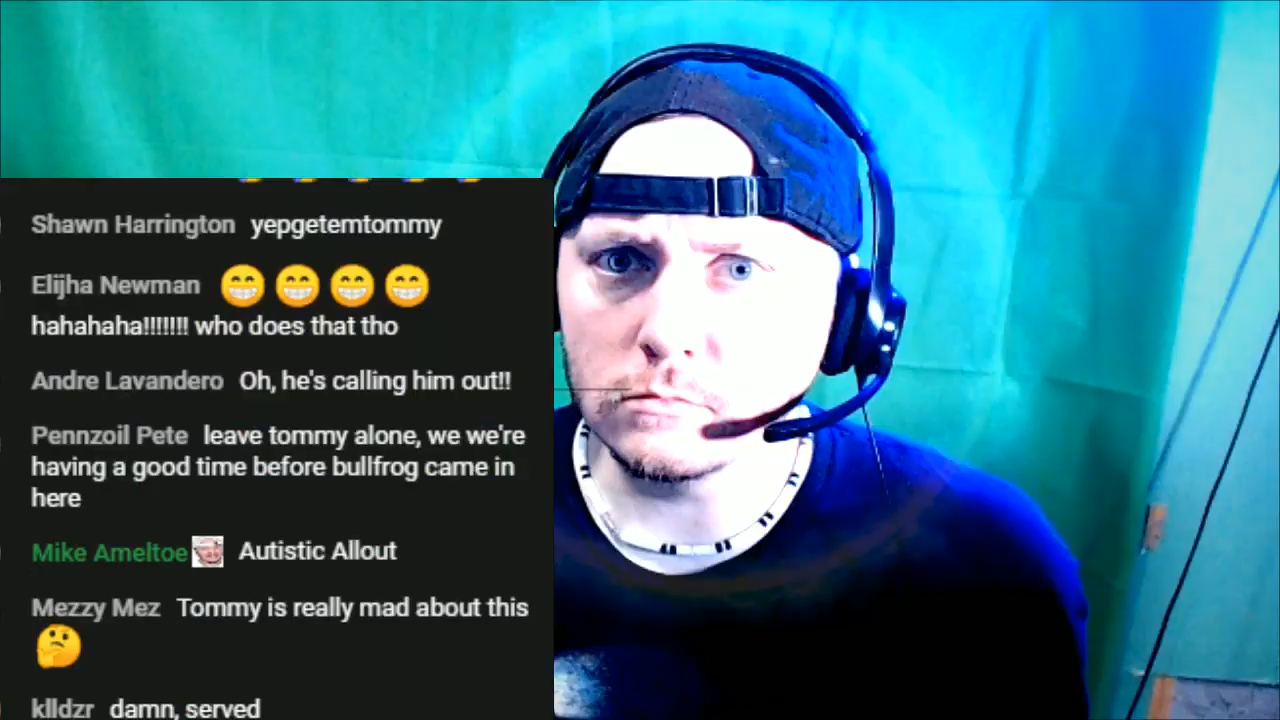 Shawn Harrington yepgetemtommy
Elijha Newman 😁 😁 😁 😁
hahahaha!!!!!!! who does that tho
Andre Lavandero Oh, he's calling him out!!
Pennzoil Pete leave tommy alone, we we're
having a good time before bullfrog came in
here
Mike Ameltoe Autistic Allout
Mezzy Mez Tommy is really mad about this
🤔
klldzr damn, served